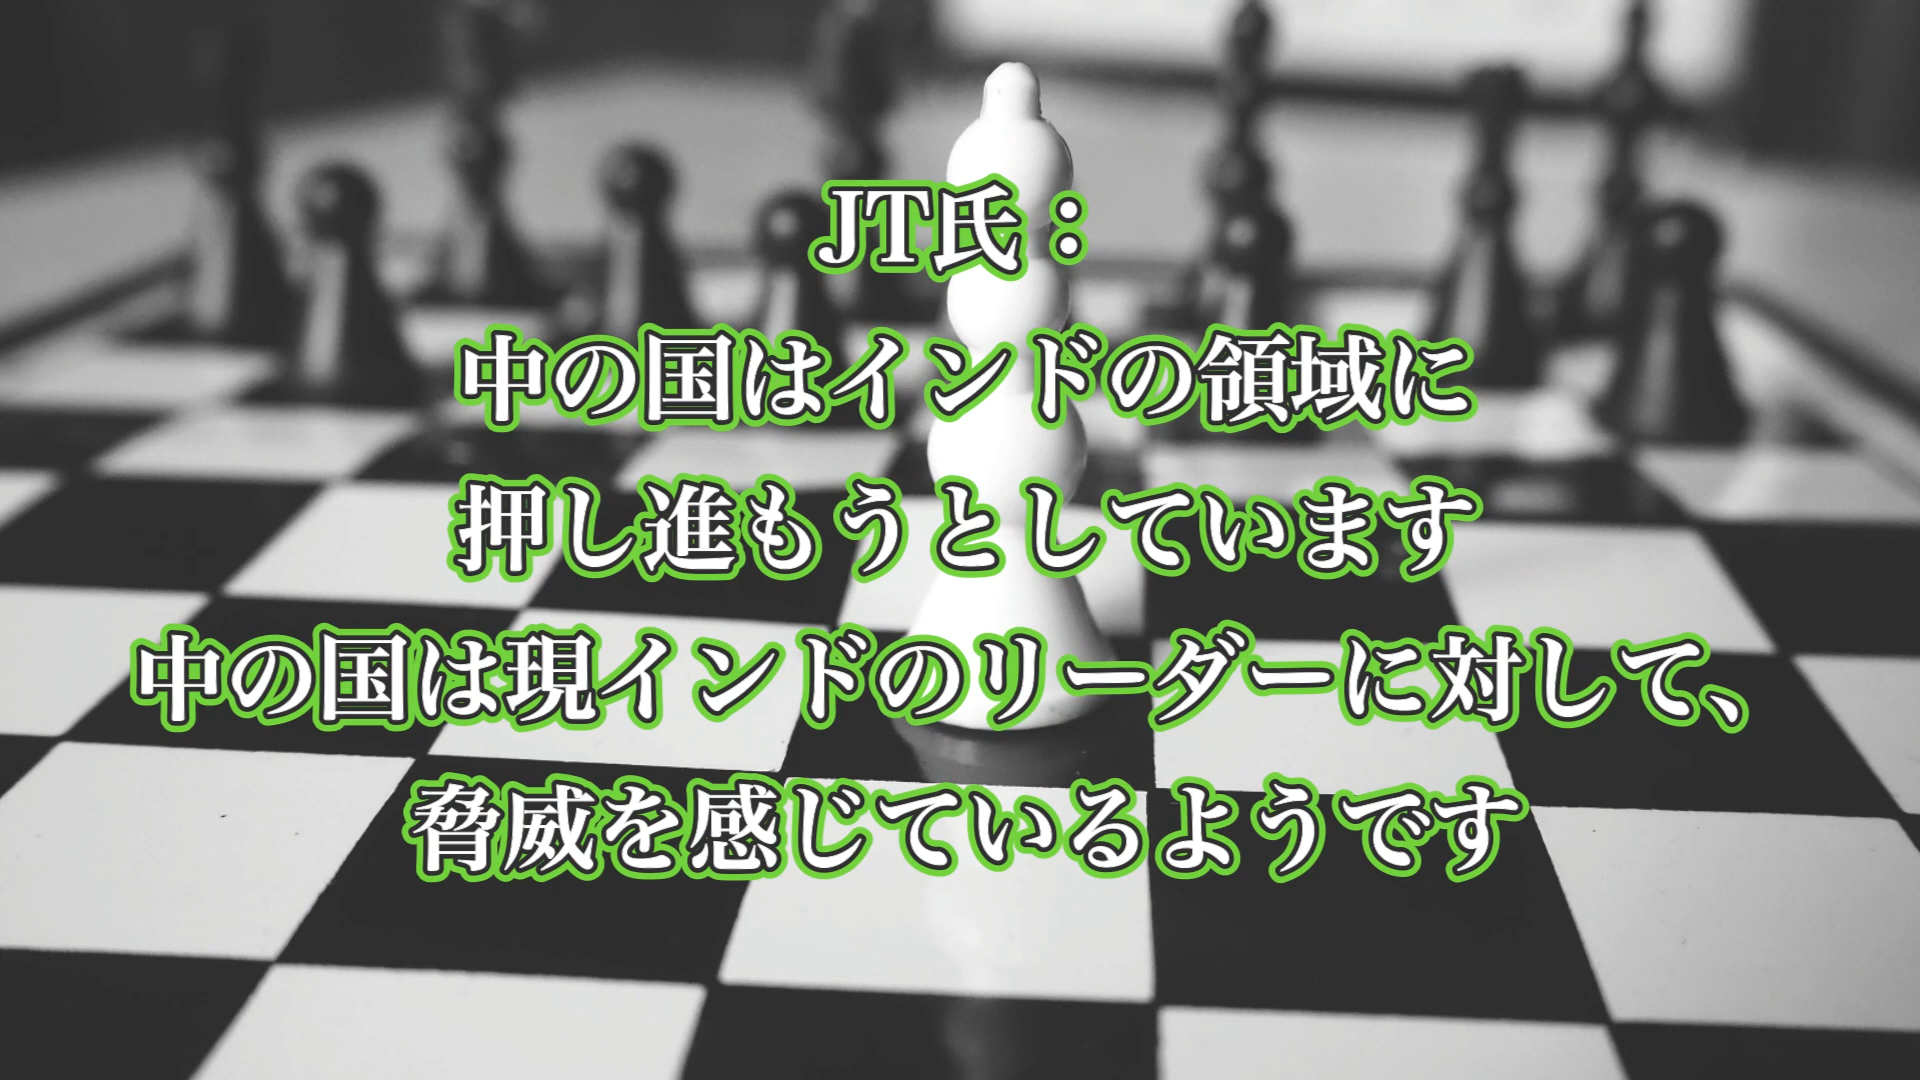 JT氏：
中の国はインドの領域に
押し進もうとしています
中の国は現インドのリーダーに対して、
脅威を感じているようです